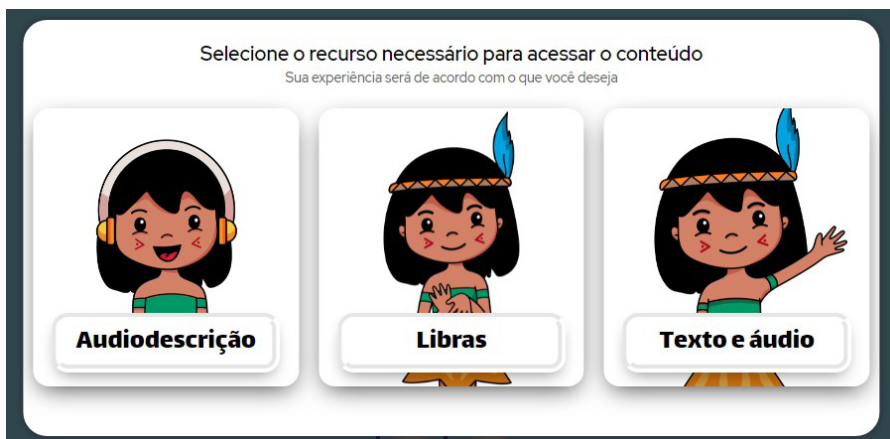 Selecione o recurso necessário para acessar o conteúdo
Sua experiência será de acordo com o que você deseja
Audiodescrição
Libras
Texto e áudio